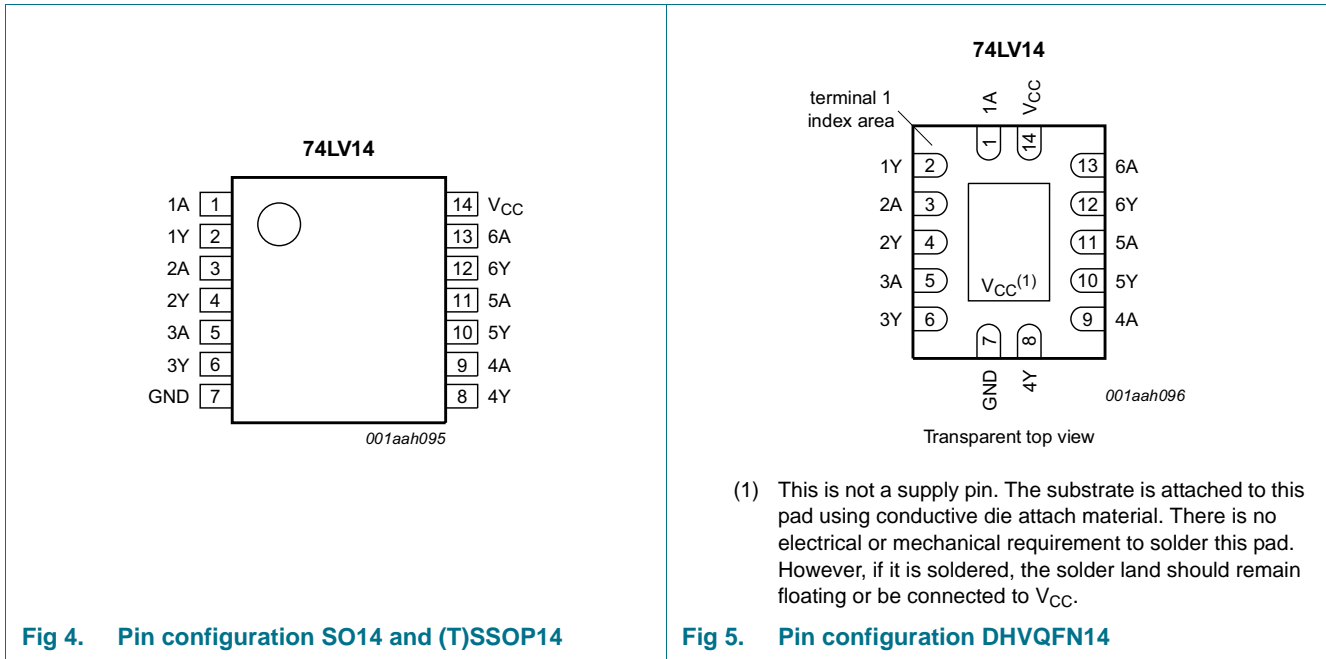 74LV14
1A 1 14 VCC
1Y 2 13 6A
2A 3 12 6Y
2Y 4 11 5A
3A 5 10 5Y
3Y 6 9 4A
GND 7 8 4Y
001aah095
Fig 4. Pin configuration SO14 and (T)SSOP14
74LV14
terminal 1
index area
1A VCC
1 14
1Y 2 13 6A
2A 3 12 6Y
2Y 4 11 5A
3A 5 VCC(1) 10 5Y
3Y 6 9 4A
7 8
GND 4Y
001aah096
Transparent top view
(1) This is not a supply pin. The substrate is attached to this
pad using conductive die attach material. There is no
electrical or mechanical requirement to solder this pad.
However, if it is soldered, the solder land should remain
floating or be connected to VCC.
Fig 5. Pin configuration DHVQFN14